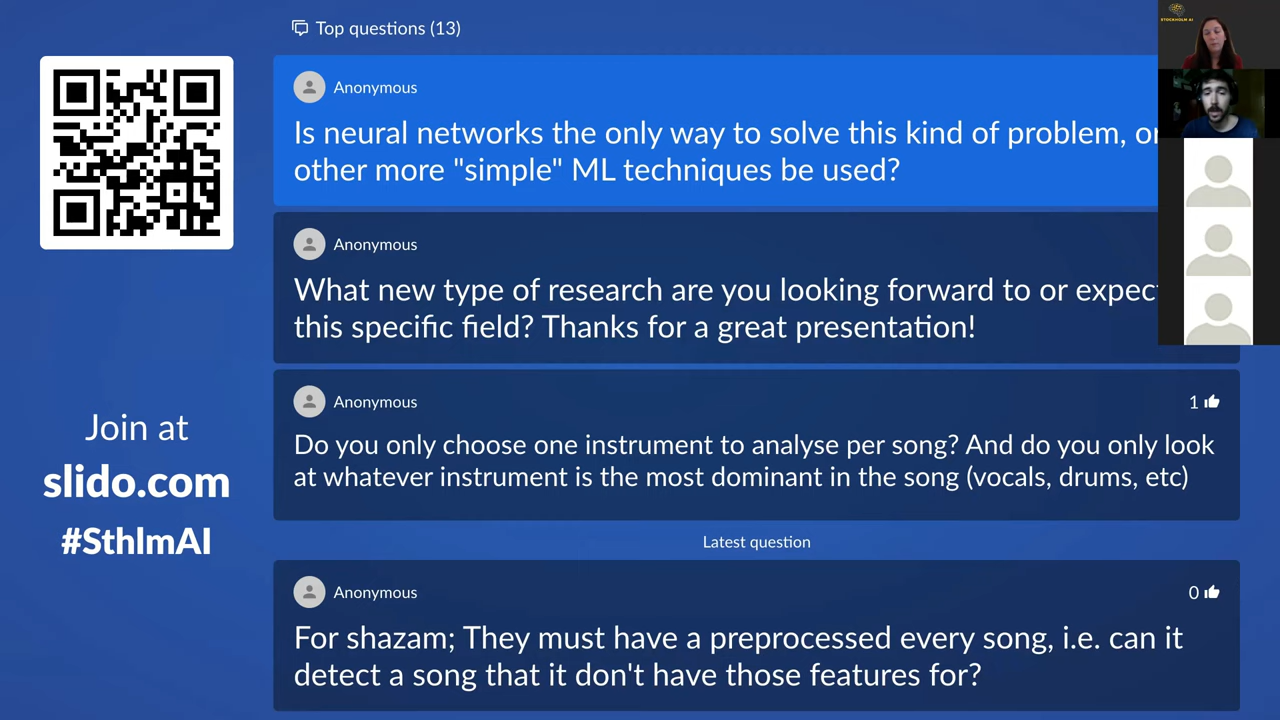 Top questions (13)
STOCKHOLM AI
Anonymous
Is neural networks the only way to solve this kind of problem, or
other more "simple" ML techniques be used?
Anonymous
What new type of research are you looking forward to or
this specific field? Thanks for a great presentation!
Anonymous
1
Do you only choose one instrument to analyse per song? And do you only look
at whatever instrument is the most dominant in the song (vocals, drums, etc)
Join at
slido.com
#SthlmAI
Latest question
Anonymous
0
For shazam; They must have a preprocessed every song, i.e. can it
detect a song that it don't have those features for?